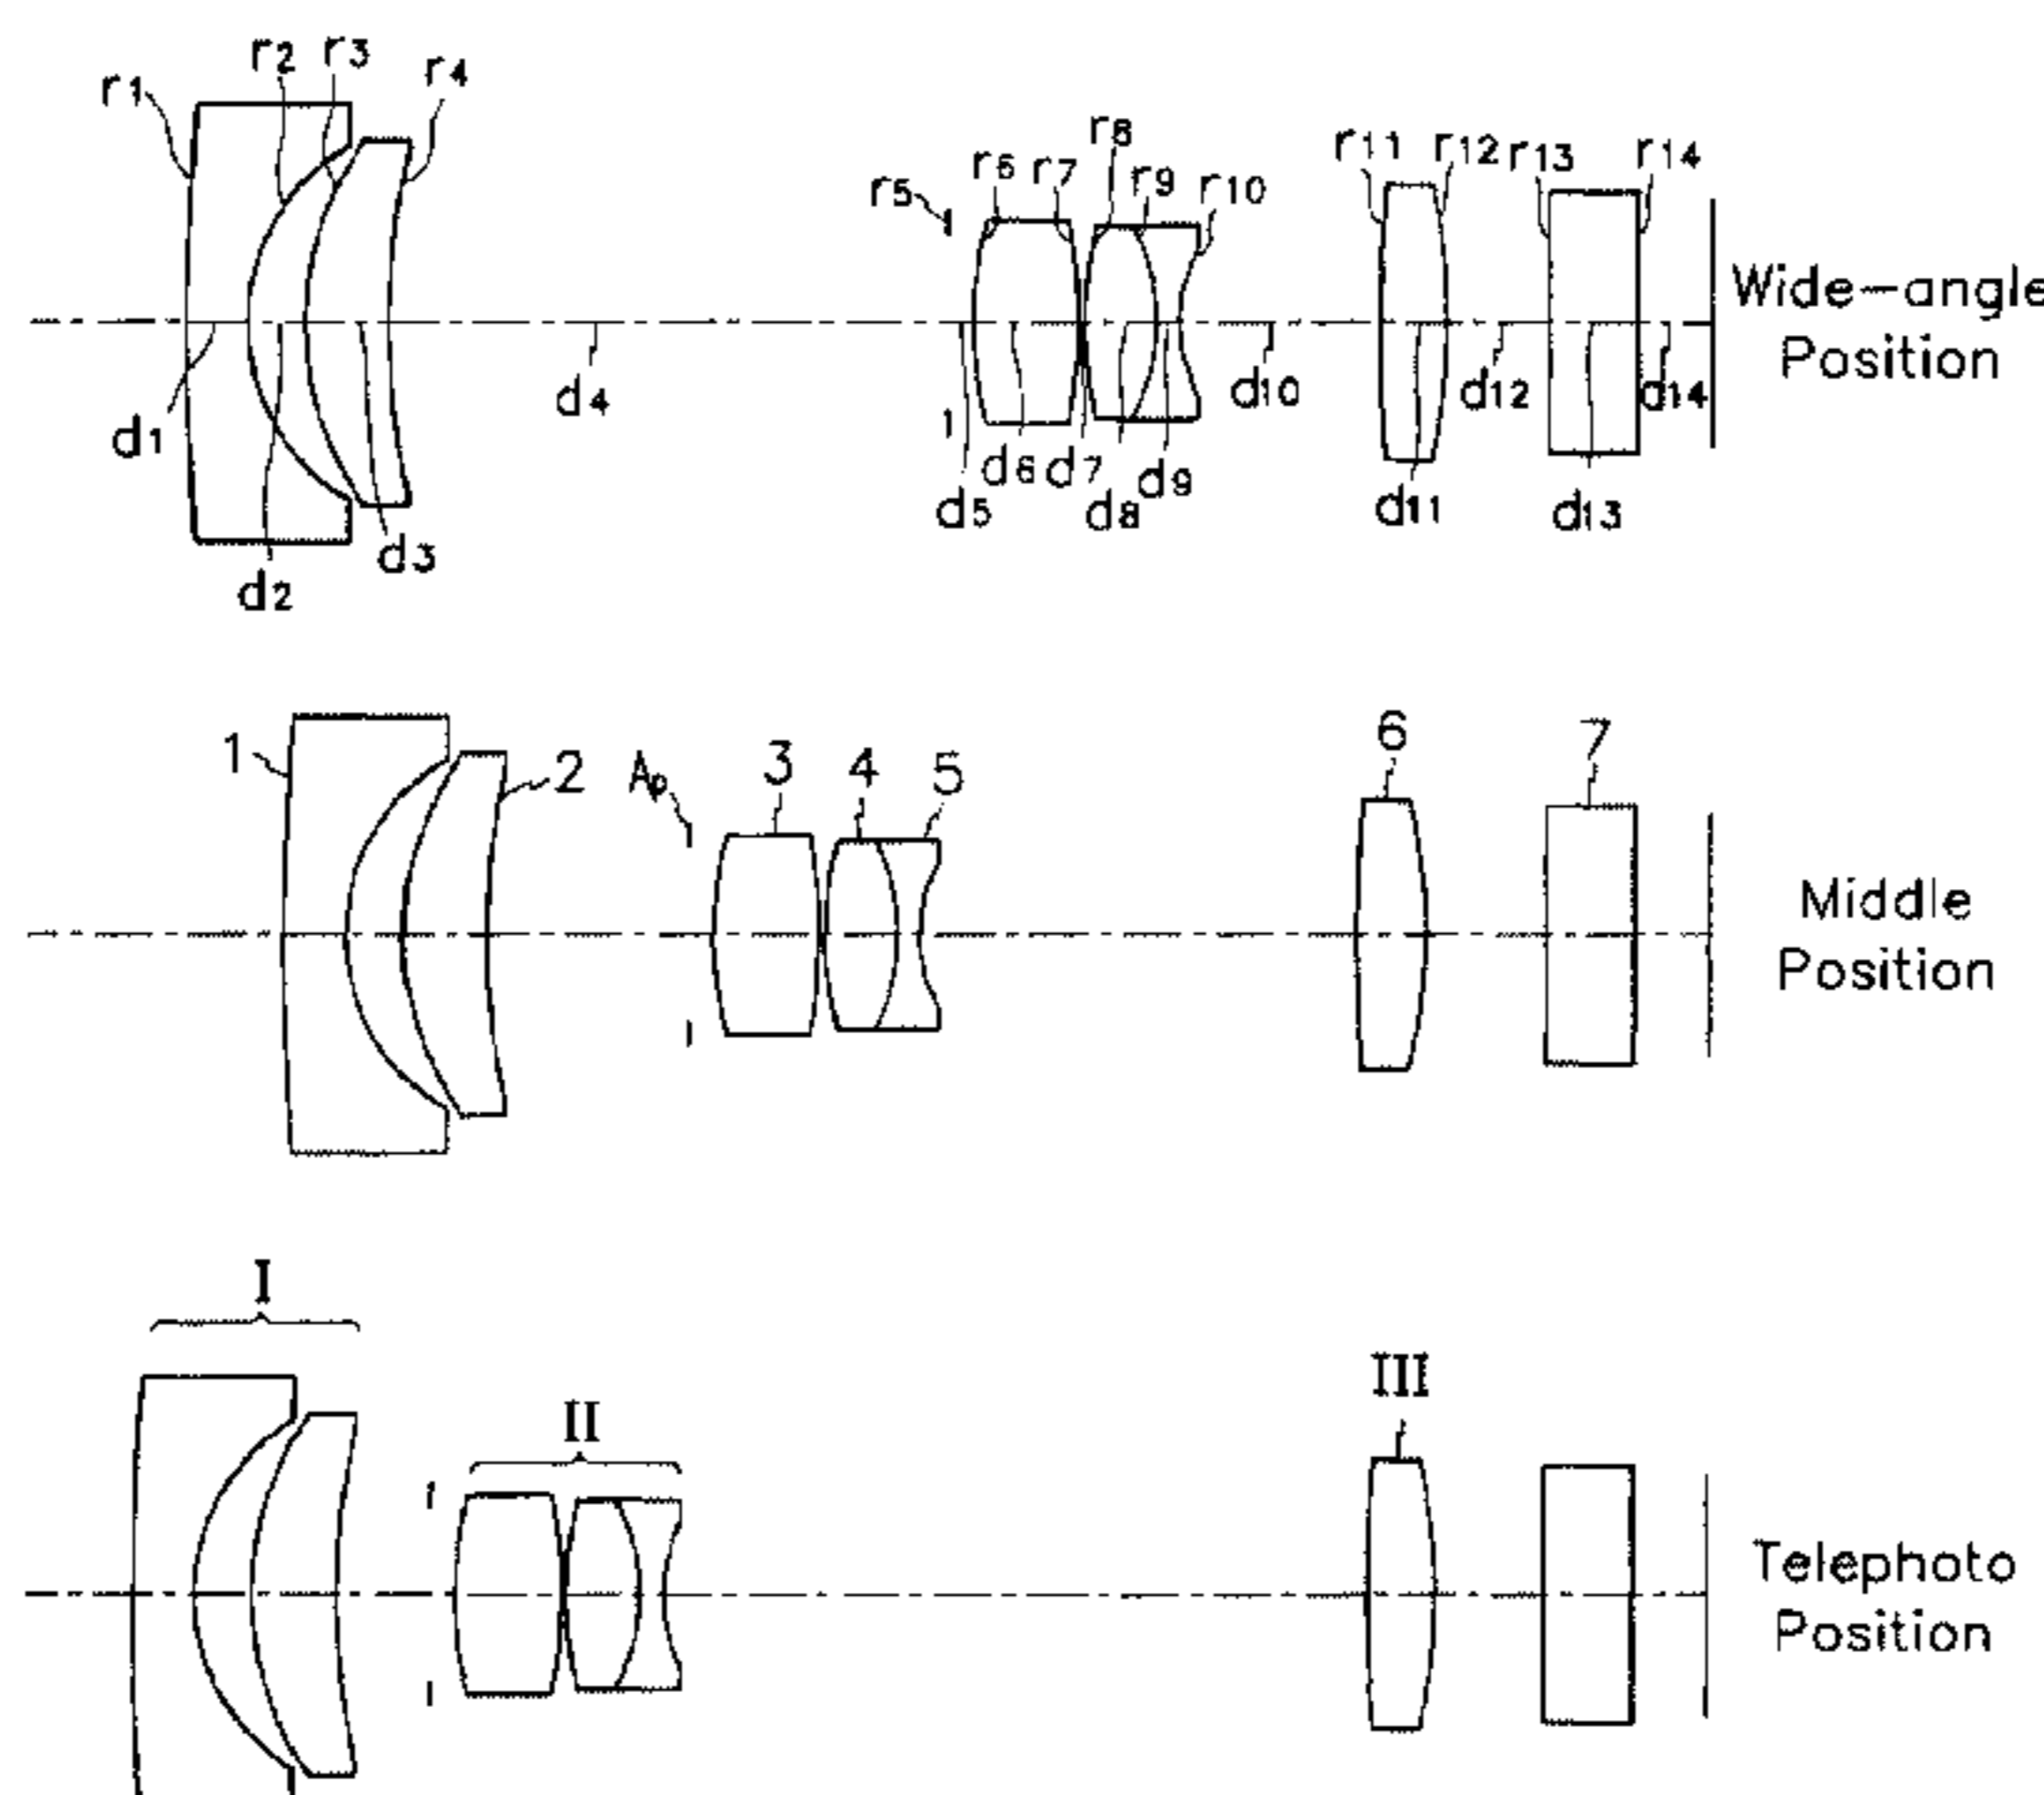 r1 r2 r3 r4 r5 r6 r7 r8 r9 r10 r11 r12 r13 r14
Wide-angle
Position
d1 d2 d3 d4 d5 d6 d7 d8 d9 d10 d11 d12 d13 d14
1 2 Ap 3 4 5 6 7
Middle
Position
I II III
Telephoto
Position